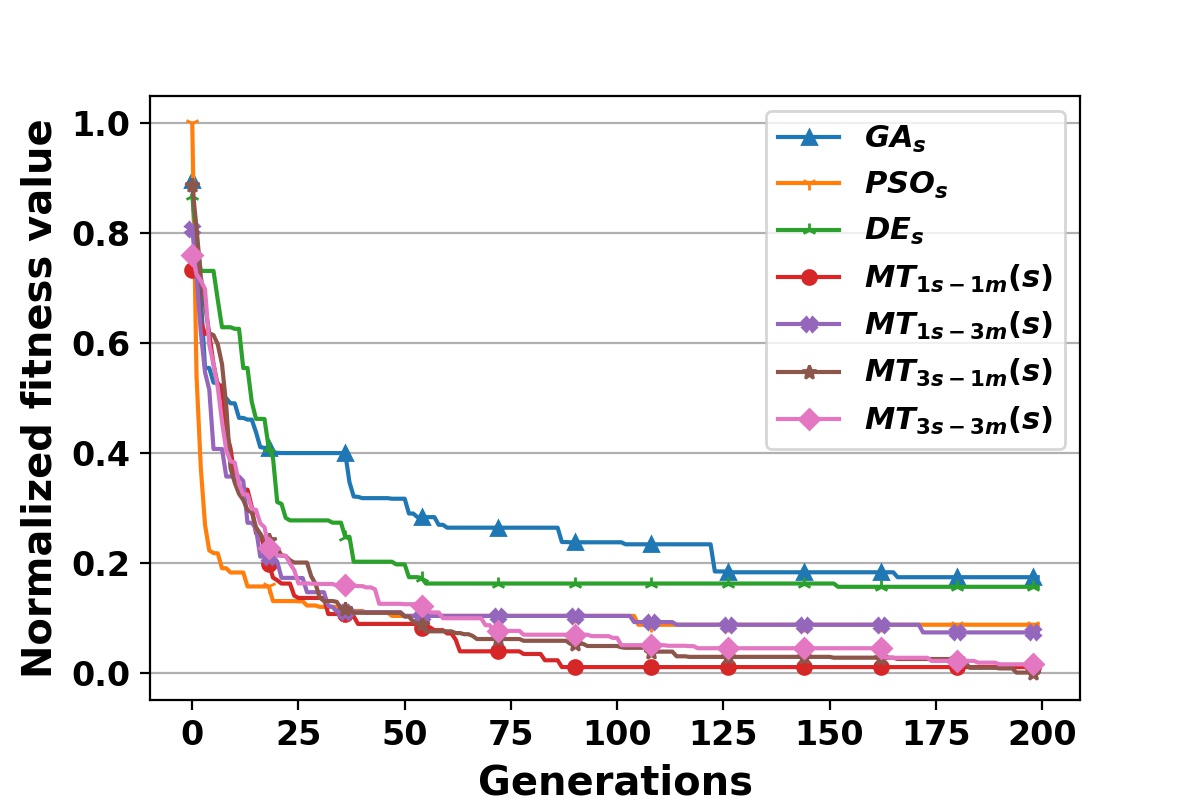 Normalized fitness value
1.0
0.8
0.6
0.4
0.2
0.0
GAs
PSOs
DEs
MT1s−1m(s)
MT1s−3m(s)
MT3s−1m(s)
MT3s−3m(s)
0 25 50 75 100 125 150 175 200
Generations